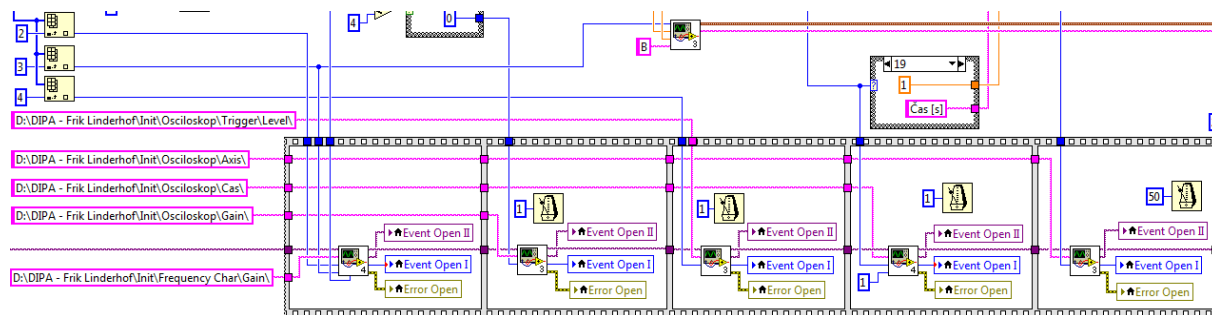 2
4
0
3
B
3
19
1
Čas [s]
3
4
D:\DIPA - Frik Linderhof\Init\Osciloskop\Trigger\Level\
D:\DIPA - Frik Linderhof\Init\Osciloskop\Axis\
D:\DIPA - Frik Linderhof\Init\Osciloskop\Cas\
D:\DIPA - Frik Linderhof\Init\Osciloskop\Gain\
D:\DIPA - Frik Linderhof\Init\Frequency Char\Gain\
4
Event Open II
Event Open I
Error Open
1
3
Event Open II
Event Open I
Error Open
1
3
Event Open II
Event Open I
Error Open
1
4
1
Event Open II
Event Open I
Error Open
50
3
Event Open II
Event Open I
Error Open